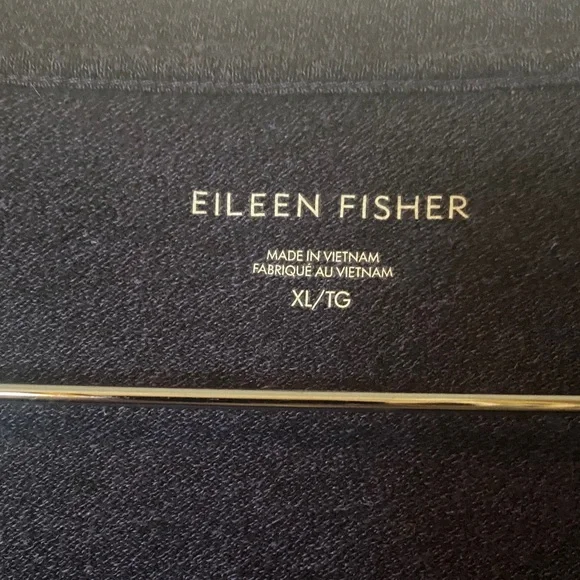 EILEEN FISHER
MADE IN VIETNAM
FABRIQUÉ AU VIETNAM
XL/TG